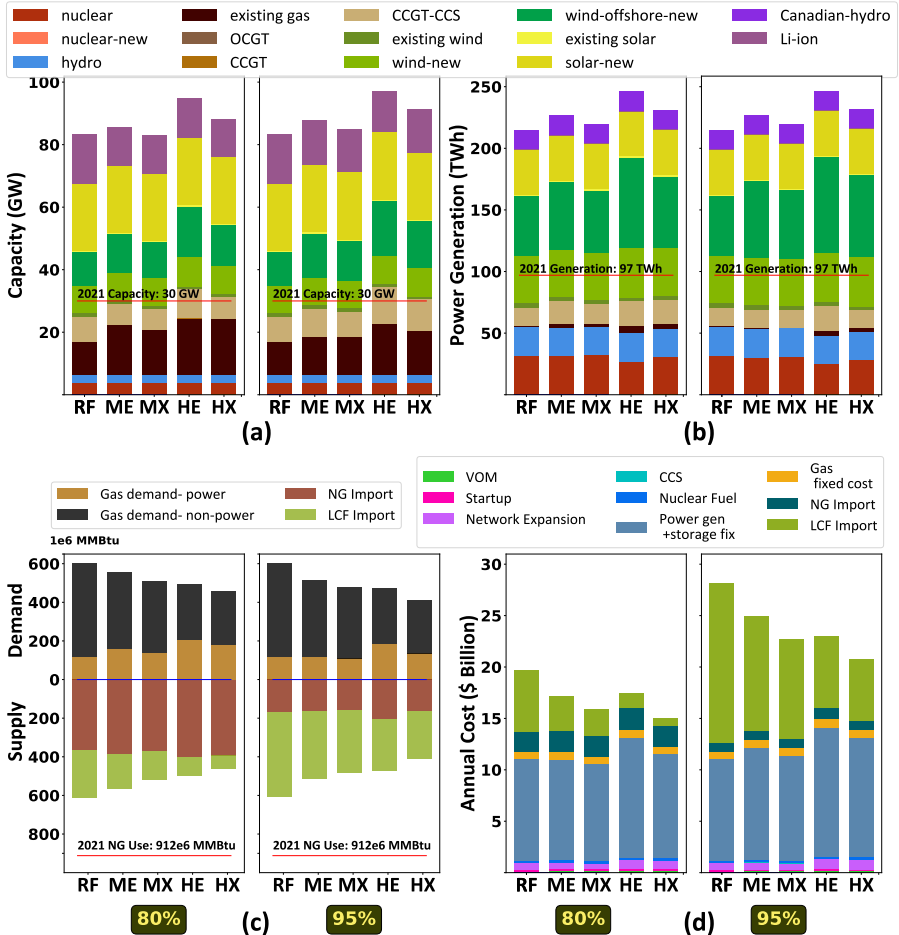 nuclear
nuclear-new
hydro
existing gas
OCGT
CCGT
CCGT-CCS
existing wind
wind-new
wind-offshore-new
existing solar
solar-new
Canadian-hydro
Li-ion
Capacity (GW)
100
80
60
40
20
2021 Capacity: 30 GW
2021 Capacity: 30 GW
RF ME MX HE HX
RF ME MX HE HX
(a)
Power Generation (TWh)
250
200
150
100
50
2021 Generation: 97 TWh
2021 Generation: 97 TWh
RF ME MX HE HX
RF ME MX HE HX
(b)
Gas demand- power
Gas demand- non-power
NG Import
LCF Import
1e6 MMBtu
Demand
Supply
600
400
200
0
200
400
600
800
2021 NG Use: 912e6 MMBtu
2021 NG Use: 912e6 MMBtu
RF ME MX HE HX
RF ME MX HE HX
80%
(c)
95%
VOM
Startup
Network Expansion
CCS
Nuclear Fuel
Power gen
+storage fix
Gas
fixed cost
NG Import
LCF Import
Annual Cost ($ Billion)
30
25
20
15
10
5
RF ME MX HE HX
RF ME MX HE HX
80%
(d)
95%